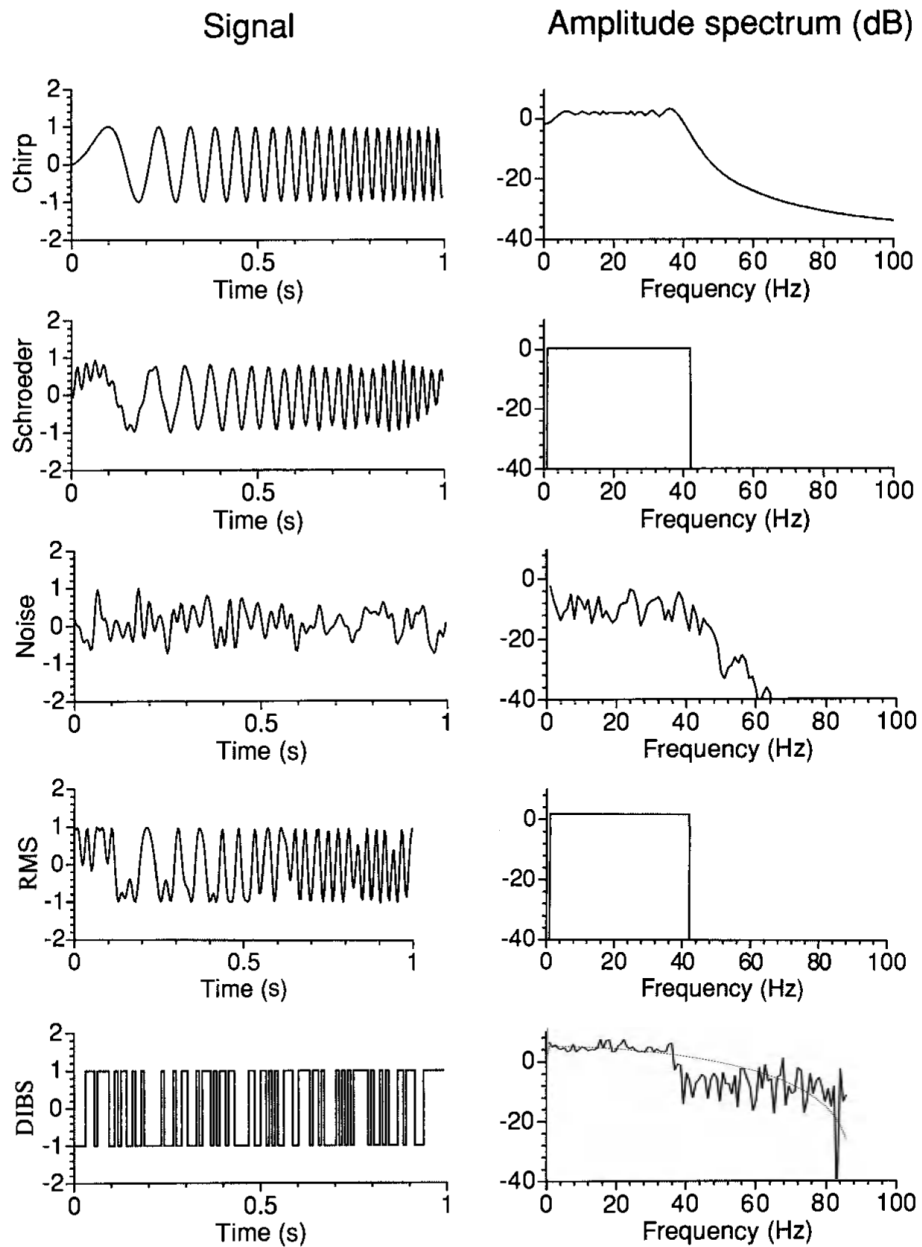 Signal Amplitude spectrum (dB)
Chirp
2
1
0
-1
-2
0 0.5 1
Time (s)
0
-20
-40
0 20 40 60 80 100
Frequency (Hz)
Schroeder
2
1
0
-1
-2
0 0.5 1
Time (s)
0
-20
-40
0 20 40 60 80 100
Frequency (Hz)
Noise
2
1
0
-1
-2
0 0.5 1
Time (s)
0
-20
-40
0 20 40 60 80 100
Frequency (Hz)
RMS
2
1
0
-1
-2
0 0.5 1
Time (s)
0
-20
-40
0 20 40 60 80 100
Frequency (Hz)
DIBS
2
1
0
-1
-2
0 0.5 1
Time (s)
0
-20
-40
0 20 40 60 80 100
Frequency (Hz)